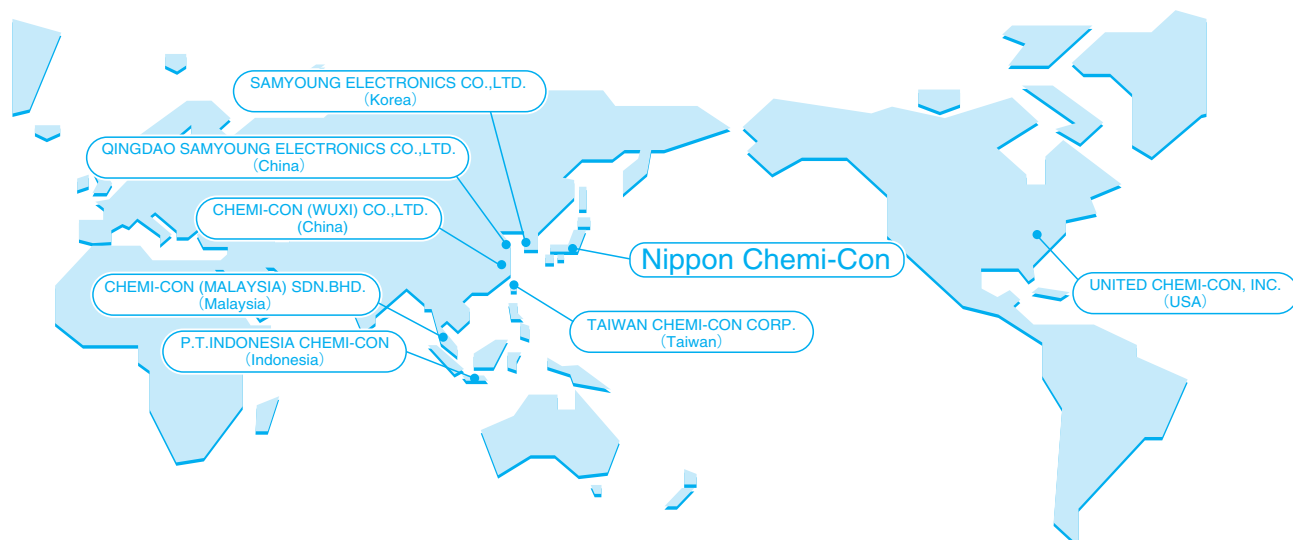 SAMYOUNG ELECTRONICS CO.,LTD.
（Korea）
QINGDAO SAMYOUNG ELECTRONICS CO.,LTD.
（China）
CHEMI-CON (WUXI) CO.,LTD.
(China)
Nippon Chemi-Con
CHEMI-CON (MALAYSIA) SDN.BHD.
（Malaysia）
UNITED CHEMI-CON, INC.
（USA）
TAIWAN CHEMI-CON CORP.
（Taiwan）
P.T.INDONESIA CHEMI-CON
（Indonesia）